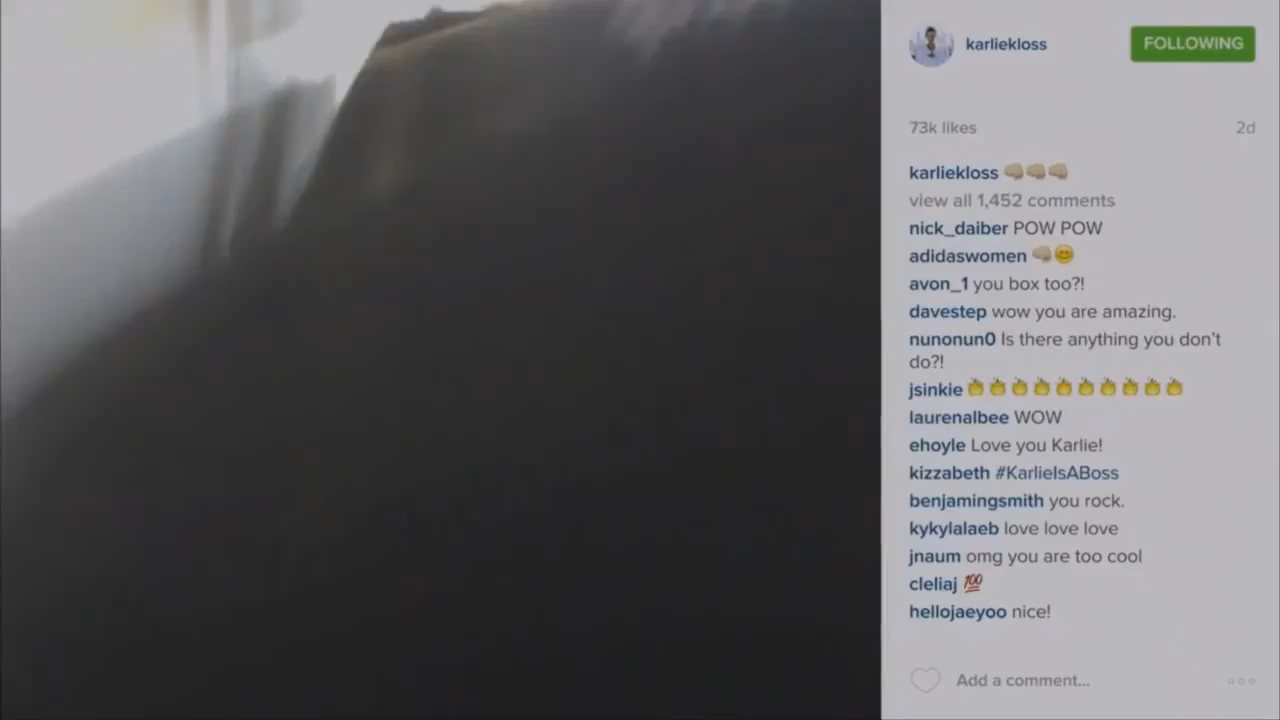 karliekloss
FOLLOWING
73k likes
2d
karliekloss 👊🏼👊🏼👊🏼
view all 1,452 comments
nick_daiber POW POW
adidaswomen 👊🏼😊
avon_1 you box too?!
davestep wow you are amazing.
nunonun0 Is there anything you don't
do?!
jsinkie 👏👏👏👏👏👏👏👏👏👏
laurenalbee WOW
ehoyle Love you Karlie!
kizzabeth #KarlieIsABoss
benjamingsmith you rock.
kykylalaeb love love love
jnaum omg you are too cool
cleliaj 💯
hellojaeyoo nice!
Add a comment...